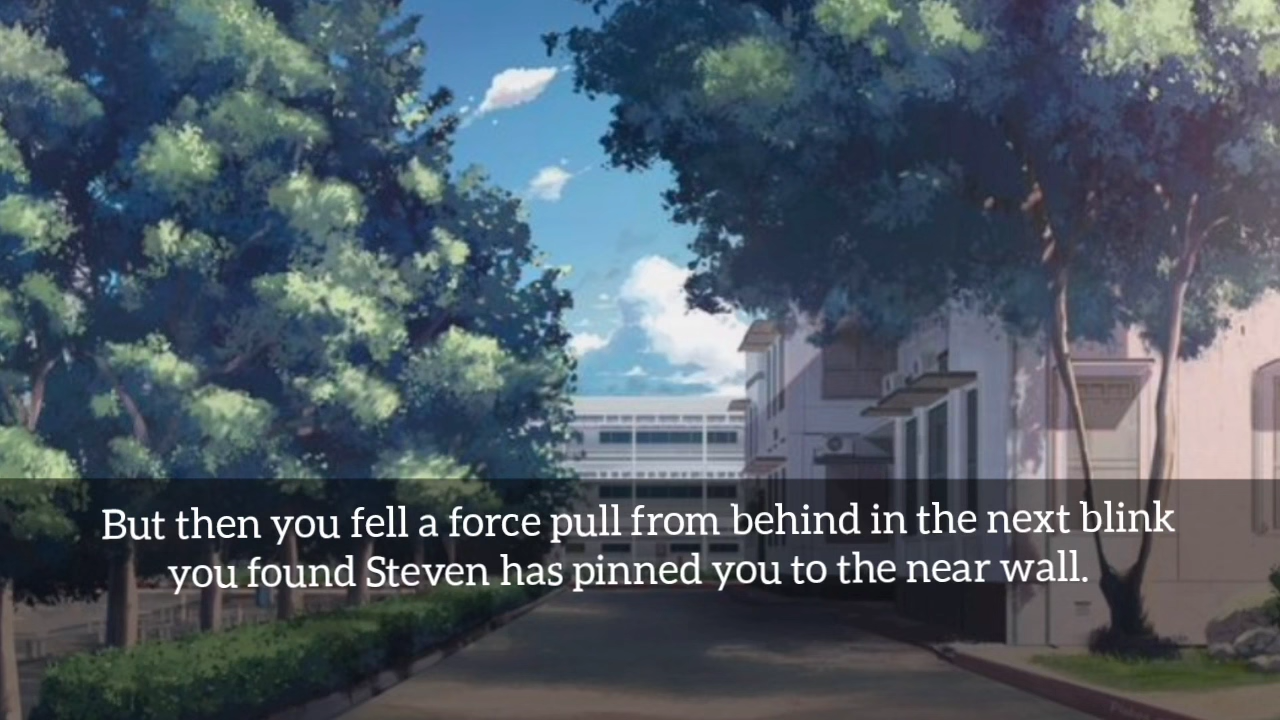 But then you fell a force pull from behind in the next blink
you found Steven has pinned you to the near wall.